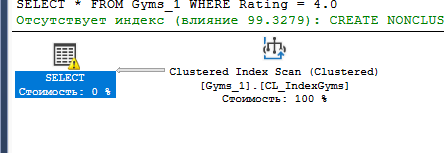 SELECT * FROM Gyms_1 WHERE Rating = 4.0
Отсутствует индекс (влияние 99.3279): CREATE NONCLUS
SELECT
Стоимость: 0 %
Clustered Index Scan (Clustered)
[Gyms_1].[CL_IndexGyms]
Стоимость: 100 %